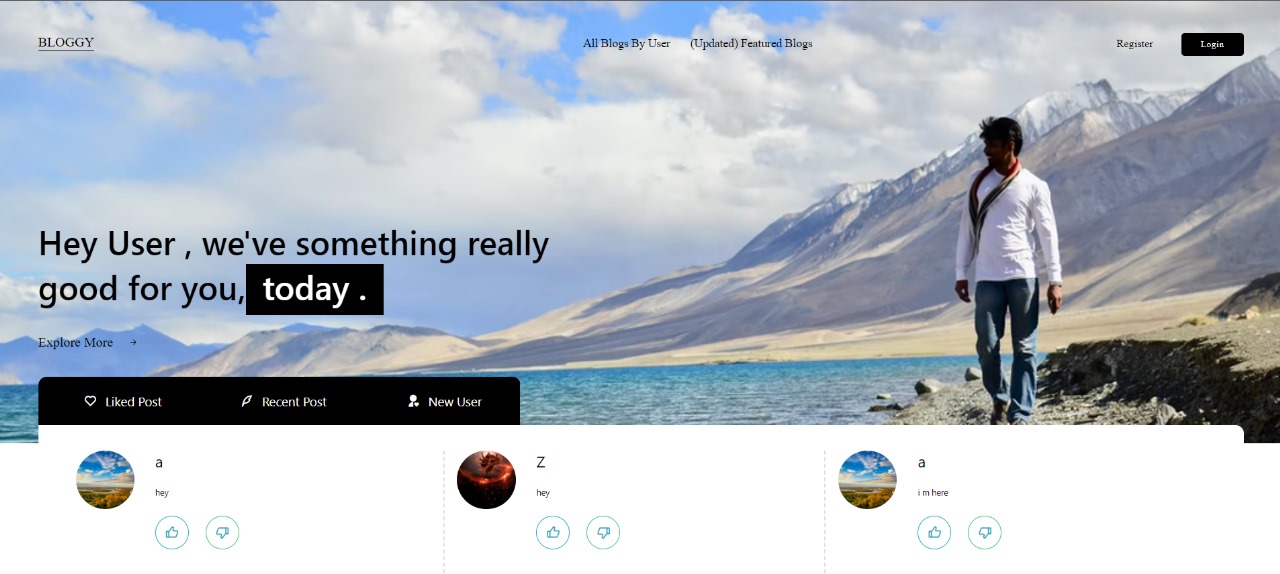 BLOGGY
All Blogs By User
(Updated) Featured Blogs
Register
Login
Hey User , we've something really
good for you, today .
Explore More
Liked Post
Recent Post
New User
a
hey
Z
hey
a
i m here